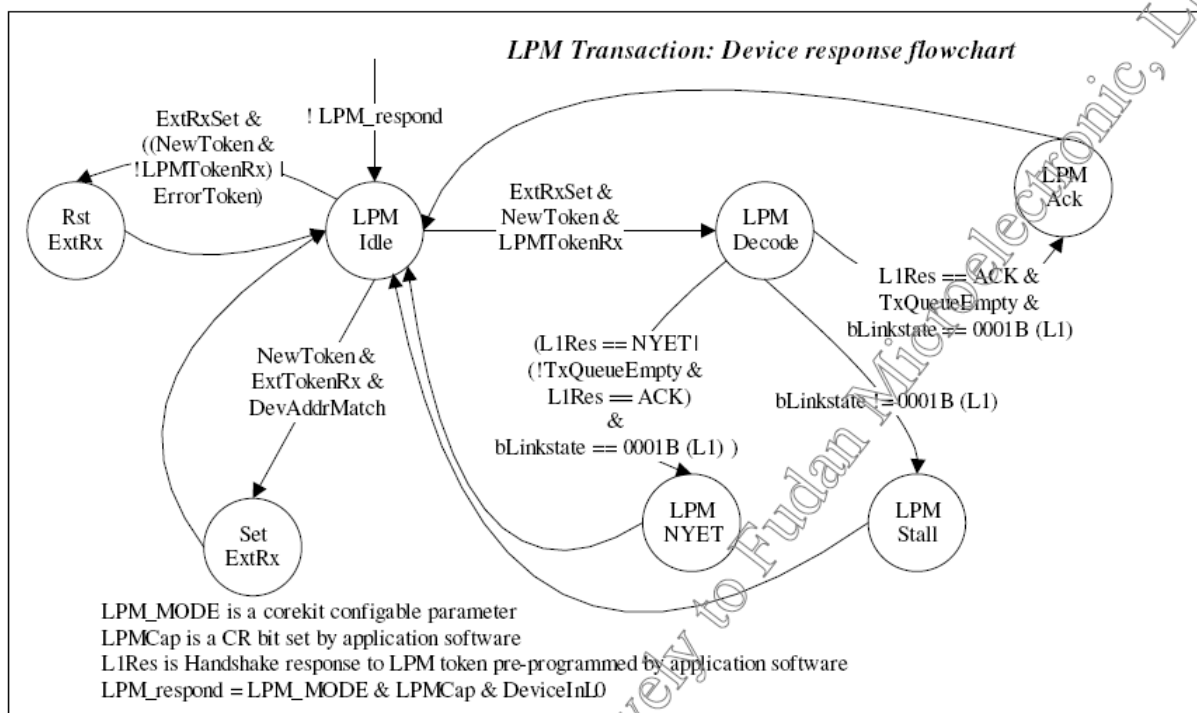 LPM Transaction: Device response flowchart
! LPM_respond
ExtRxSet &
((NewToken &
!LPMTokenRx) |
ErrorToken)
Rst
ExtRx
LPM
Idle
ExtRxSet &
NewToken &
LPMTokenRx
LPM
Decode
LPM
Ack
L1Res == ACK &
TxQueueEmpty &
bLinkstate == 0001B (L1)
NewToken &
ExtTokenRx &
DevAddrMatch
(L1Res == NYET|
(!TxQueueEmpty &
L1Res == ACK)
&
bLinkstate == 0001B (L1) )
bLinkstate != 0001B (L1)
Set
ExtRx
LPM
NYET
LPM
Stall
LPM_MODE is a corekit configable parameter
LPMCap is a CR bit set by application software
L1Res is Handshake response to LPM token pre-programmed by application software
LPM_respond = LPM_MODE & LPMCap & DeviceInL0
vely to Fudan Microelectronic, L